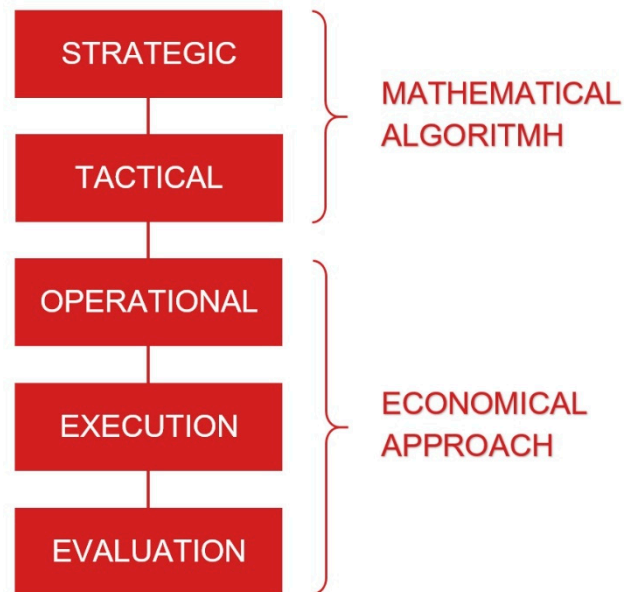 STRATEGIC
TACTICAL
MATHEMATICAL
ALGORITMH
OPERATIONAL
EXECUTION
EVALUATION
ECONOMICAL
APPROACH